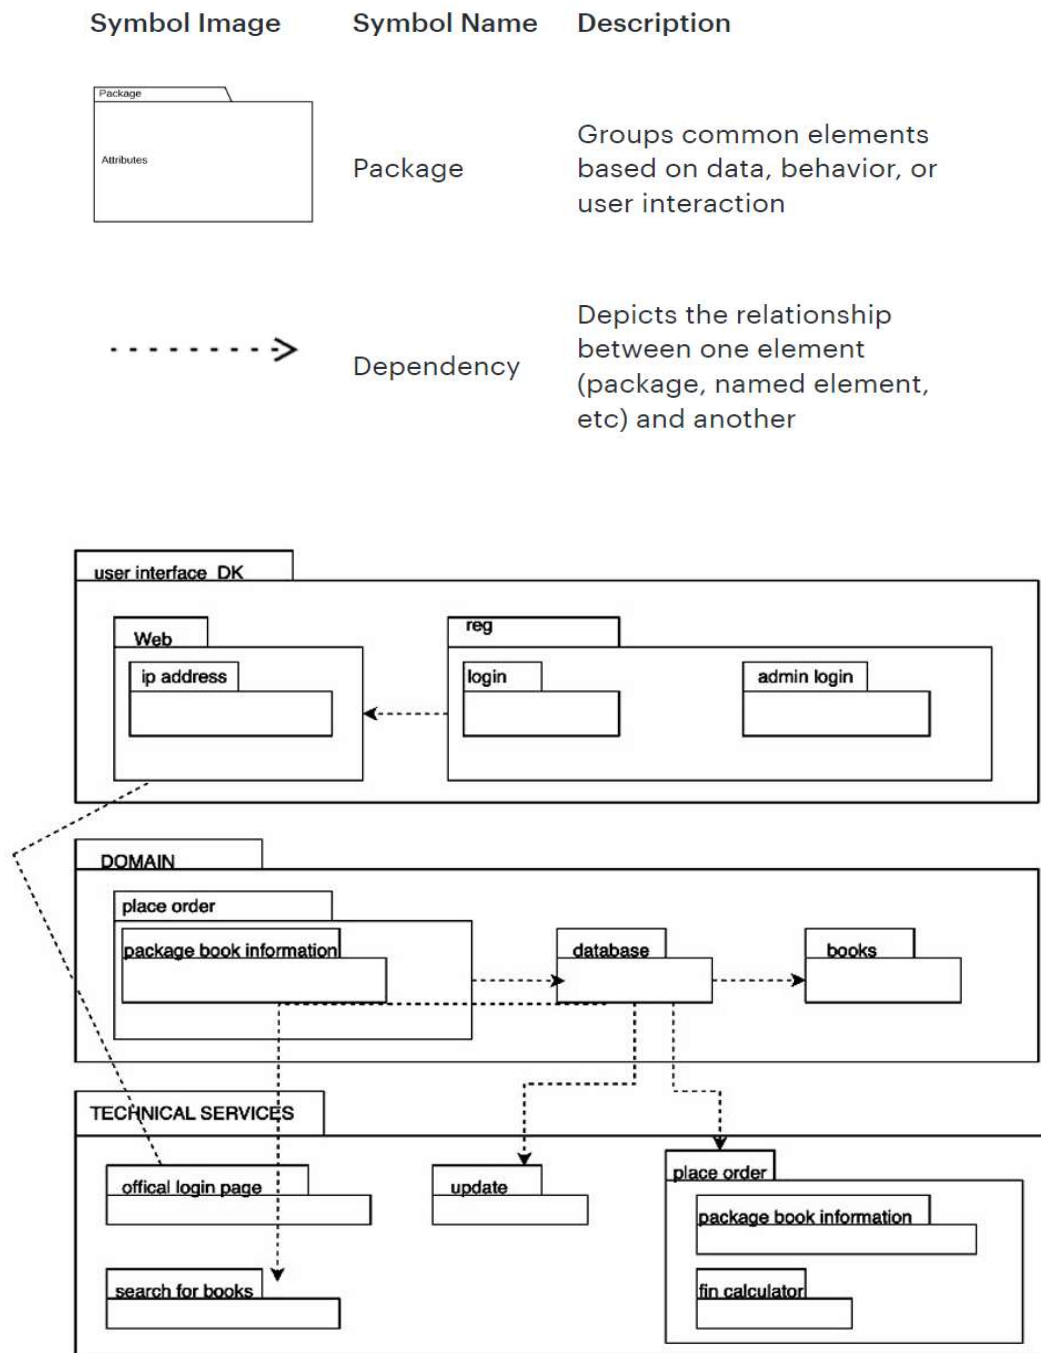 Symbol Image Symbol Name Description
Package
Attributes
Package
Groups common elements
based on data, behavior, or
user interaction
Dependency
Depicts the relationship
between one element
(package, named element,
etc) and another
user interface DK
Web
reg
ip address
login
admin login
DOMAIN
place order
package book information
database
books
TECHNICAL SERVICES
offical login page
update
place order
package book information
search for books
fin calculator